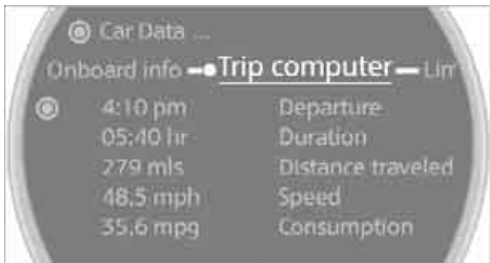 Car Data ...
Onboard info Trip computer Lim
4:10 pm Departure
05:40 hr Duration
279 mls Distance traveled
48.5 mph Speed
35.6 mpg Consumption